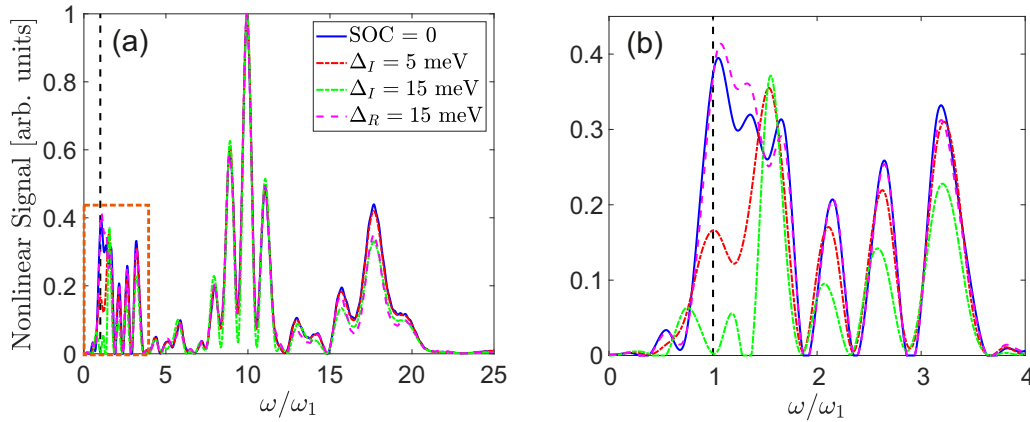 Nonlinear Signal [arb. units]
1
0.8
0.6
0.4
0.2
0
(a)
SOC = 0
Δ_I = 5 meV
Δ_I = 15 meV
Δ_R = 15 meV
0 5 10 15 20 25
ω/ω₁
0.4
0.3
0.2
0.1
0
(b)
0 1 2 3 4
ω/ω₁